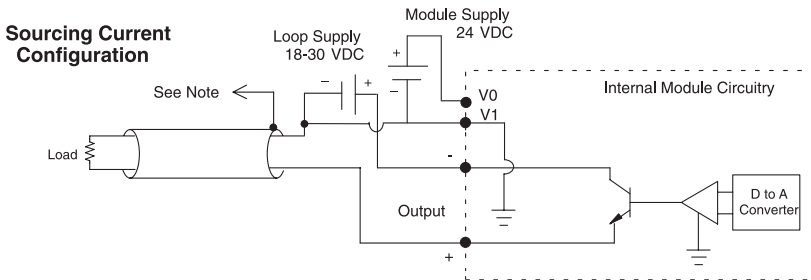 Sourcing Current
Configuration
Loop Supply
18-30 VDC
Module Supply
24 VDC
+
−
− +
See Note
Load
V0
V1
Internal Module Circuitry
-
Output
+
D to A
Converter